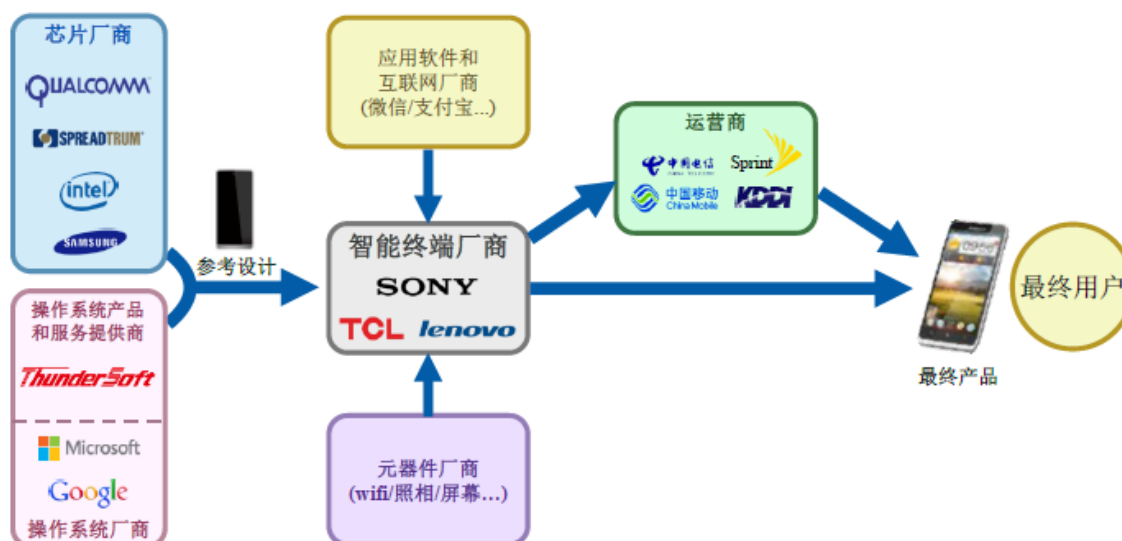 芯片厂商
QUALCOMM
SPREADTRUM
intel
SAMSUNG
操作系统产品
和服务提供商
ThunderSoft
Microsoft
Google
操作系统厂商
参考设计
应用软件和
互联网厂商
(微信/支付宝...)
智能终端厂商
SONY
TCL lenovo
元器件厂商
(wifi/照相/屏幕...)
运营商
中国电信
CHINA TELECOM
Sprint
中国移动
China Mobile
KDDI
09:56
最终产品
最终用户